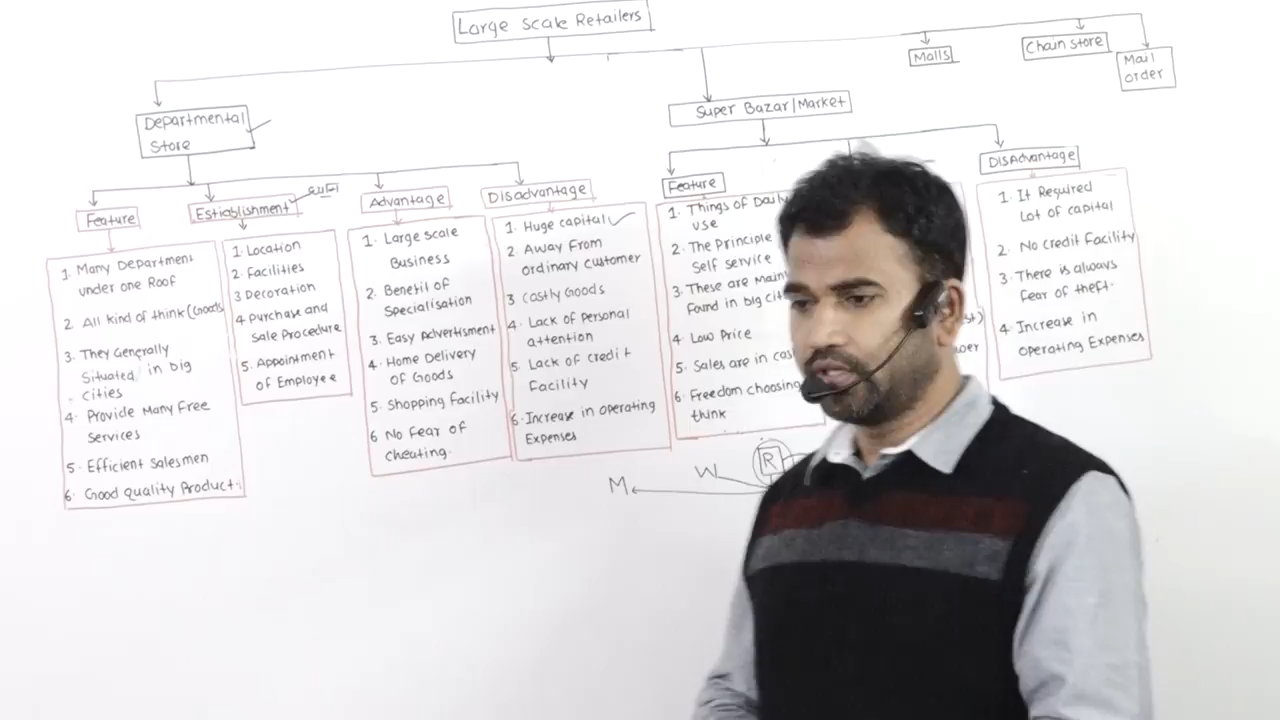 Large Scale Retailers
Malls
Chain store
Mail
order
Departmental
Store
Super Bazar/Market
Feature
Estiablishment
Advantage
Disadvantage
Feature
Disadvantage
1. Many Department
under one Roof
2. All kind of think (Goods
3. They Generally
Situated in big
cities
4. Provide Many Free
Services
5. Efficient Salesmen
6. Good quality Product.
1. Location
2. Facilities
3 Decoration
4. Purchase and
sale Procedure
5. Appointment
of Employee
1. Large scale
Business
2. Benefit of
Specialisation
3. Easy Advertisment
4. Home Delivery
of Goods
5. Shopping Facility
6 No Fear of
cheating.
1. Huge capital
2. Away From
ordinary customer
3 Costly Goods
4. Lack of Personal
attention
5. Lack of credit
Facility
6. Increase in operating
Expenses
1. Things of Daily
use
2. The Principle
Self service
3. These are
found in big
4 Low Price
5. Sales are in
6. Freedom choosing
think
1. It Required
Lot of capital
2. No credit Facility
3. There is always
fear of theft.
4. Increase in
operating Expenses
R
W
M